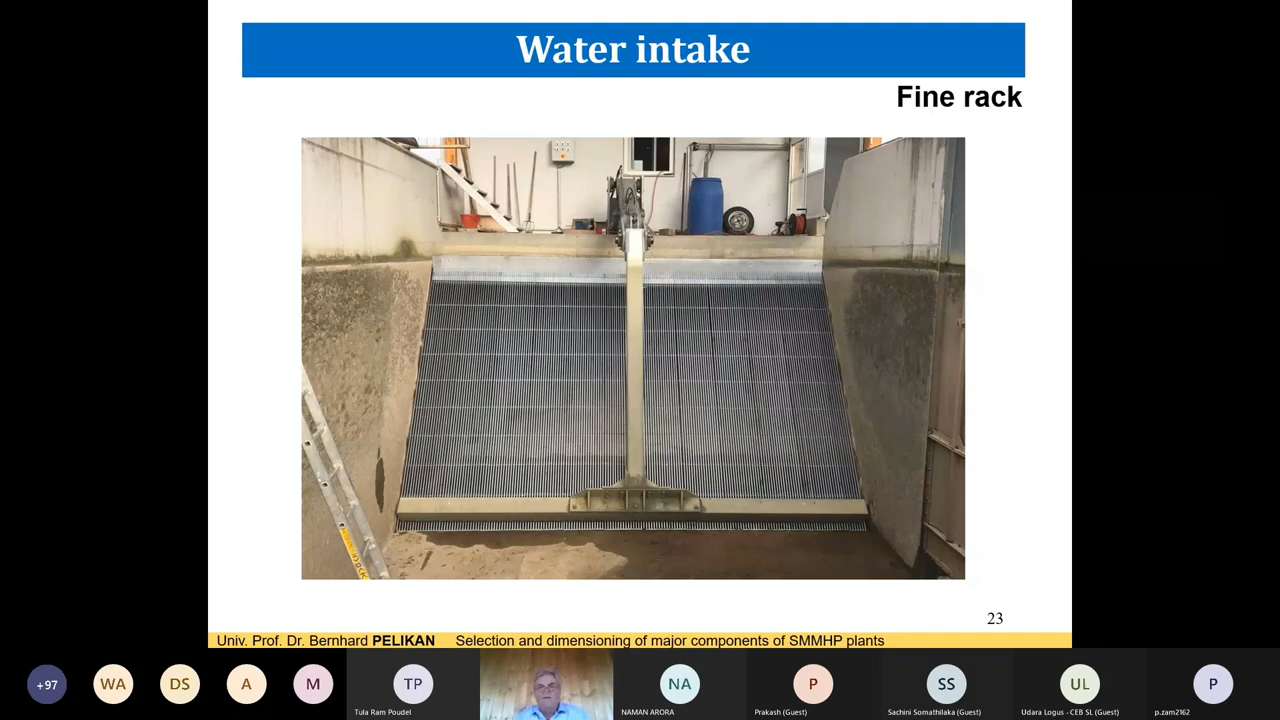 Water intake
Fine rack
23
Univ. Prof. Dr. Bernhard PELIKAN Selection and dimensioning of major components of SMMHP plants
+97
WA
DS
A
M
TP
NA
P
SS
UL
P
Tula Ram Poudel
NAMAN ARORA
Prakash (Guest)
Sachini Somathilaka (Guest)
Udara Logus - CEB SL (Guest)
p.zam2162